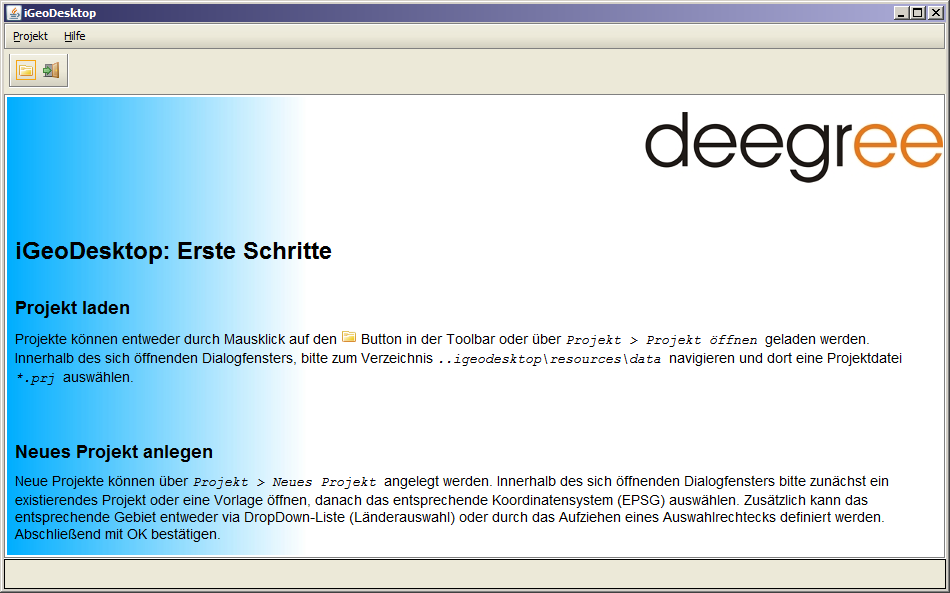 iGeoDesktop
Projekt Hilfe
deegree
iGeoDesktop: Erste Schritte
Projekt laden
Projekte können entweder durch Mausklick auf den Button in der Toolbar oder über Projekt > Projekt öffnen geladen werden.
Innerhalb des sich öffnenden Dialogfensters, bitte zum Verzeichnis ..igeodesktop\resources\data navigieren und dort eine Projektdatei
*.prj auswählen.
Neues Projekt anlegen
Neue Projekte können über Projekt > Neues Projekt angelegt werden. Innerhalb des sich öffnenden Dialogfensters bitte zunächst ein
existierendes Projekt oder eine Vorlage öffnen, danach das entsprechende Koordinatensystem (EPSG) auswählen. Zusätzlich kann das
entsprechende Gebiet entweder via DropDown-Liste (Länderauswahl) oder durch das Aufziehen eines Auswahlrechtecks definiert werden.
Abschließend mit OK bestätigen.